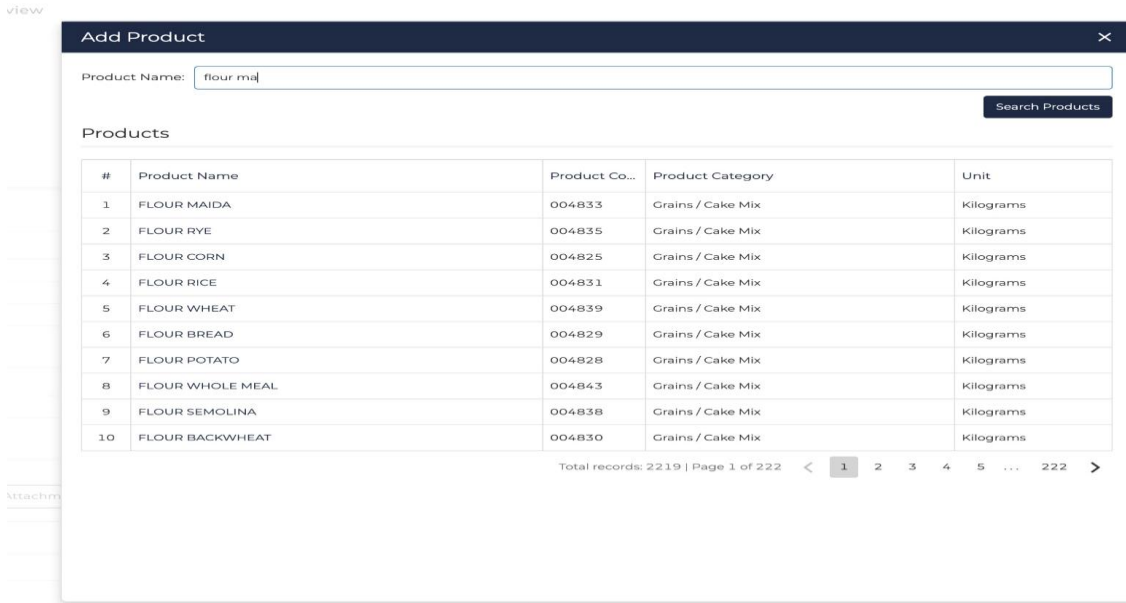 view
Add Product ×
Product Name: flour ma
Search Products
Products
# Product Name Product Co... Product Category Unit
1 FLOUR MAIDA 004833 Grains / Cake Mix Kilograms
2 FLOUR RYE 004835 Grains / Cake Mix Kilograms
3 FLOUR CORN 004825 Grains / Cake Mix Kilograms
4 FLOUR RICE 004831 Grains / Cake Mix Kilograms
5 FLOUR WHEAT 004839 Grains / Cake Mix Kilograms
6 FLOUR BREAD 004829 Grains / Cake Mix Kilograms
7 FLOUR POTATO 004828 Grains / Cake Mix Kilograms
8 FLOUR WHOLE MEAL 004843 Grains / Cake Mix Kilograms
9 FLOUR SEMOLINA 004838 Grains / Cake Mix Kilograms
10 FLOUR BACKWHEAT 004830 Grains / Cake Mix Kilograms
Total records: 2219 | Page 1 of 222 < 1 2 3 4 5 ... 222 >
Attachm